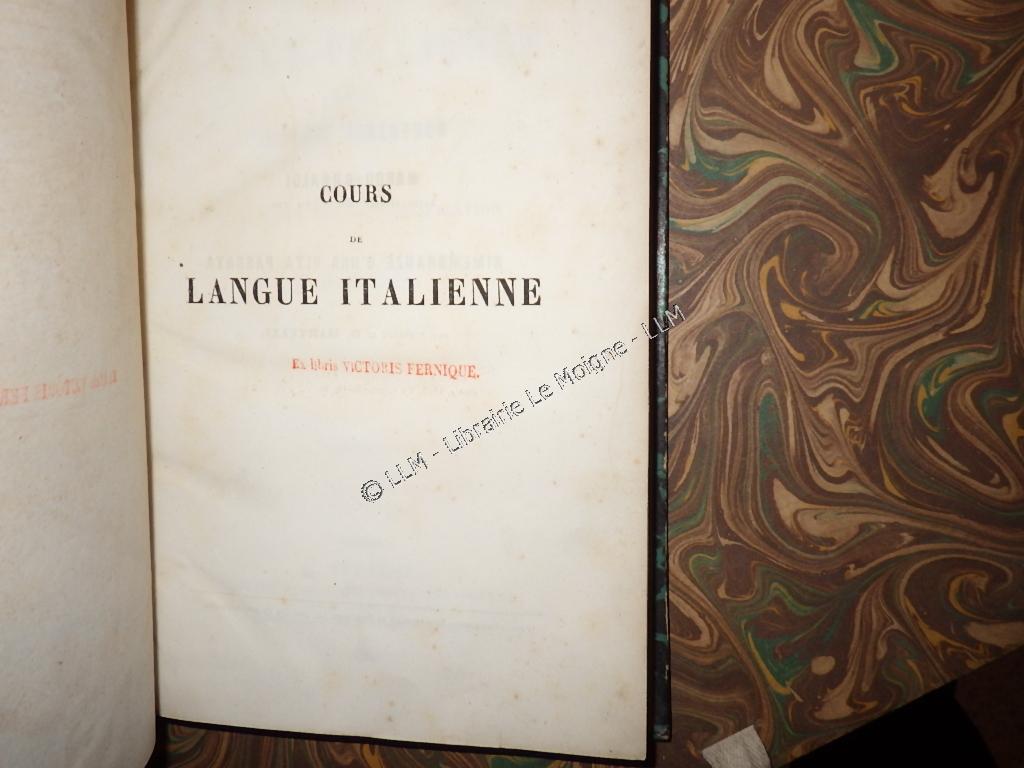 COURS
DE
LANGUE ITALIENNE
Ex libris VICTORIS FERNIQUE.
© LLM - Librairie Le Moigne - LLM